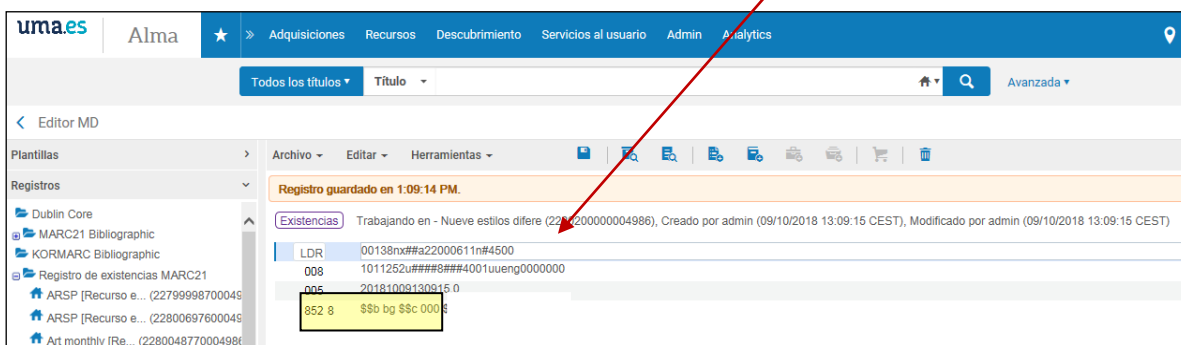 uma.es Alma ★ » Adquisiciones Recursos Descubrimiento Servicios al usuario Admin Analytics
Todos los títulos Título Avanzada
Editor MD
Plantillas > Archivo Editar Herramientas
Registros Registro guardado en 1:09:14 PM.
Dublin Core Existencias Trabajando en - Nueve estilos difere (22 200000004986), Creado por admin (09/10/2018 13:09:15 CEST), Modificado por admin (09/10/2018 13:09:15 CEST)
MARC21 Bibliographic
KORMARC Bibliographic LDR 00138nx##a22000611n#4500
Registro de existencias MARC21 008 1011252u####8###4001uueng0000000
ARSP [Recurso e... (22799998700049 005 20181009130915.0
ARSP [Recurso e... (22800697600049 852 8 $$b bg $$c 000 $
Art monthly [Re... (228004877000498